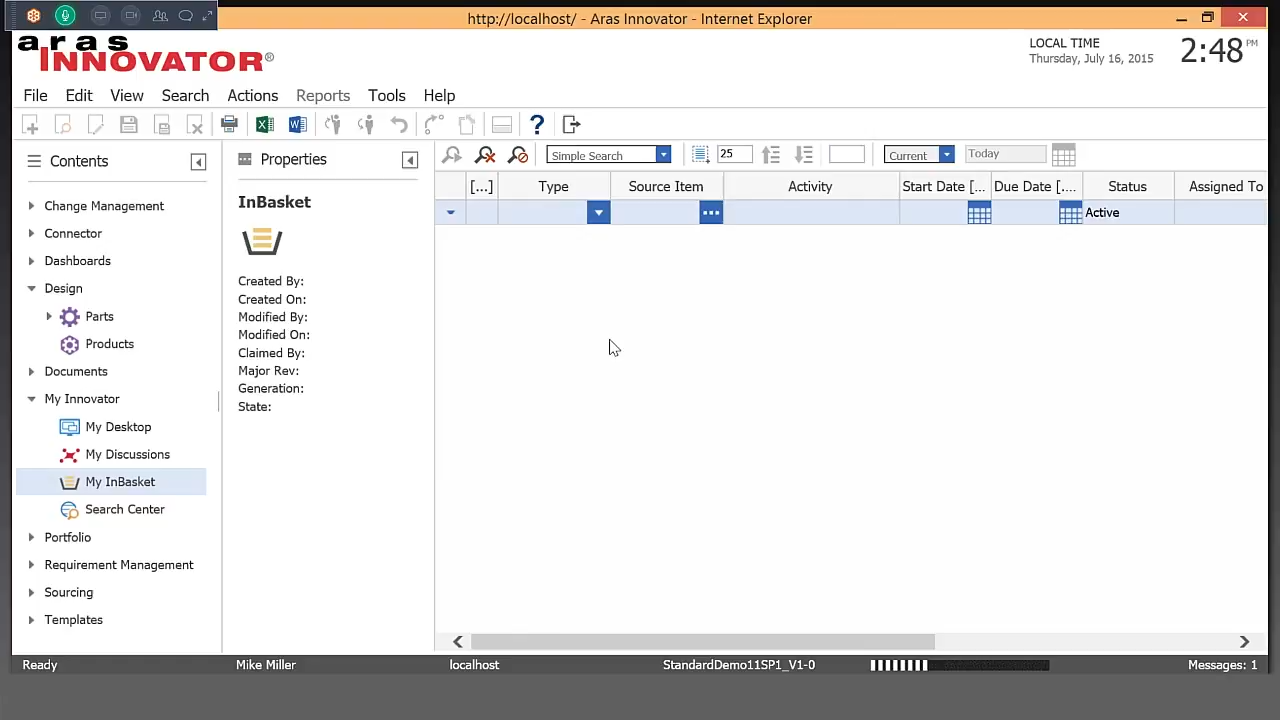 http://localhost/ - Aras Innovator - Internet Explorer
aras
INNOVATOR®
LOCAL TIME
Thursday, July 16, 2015
2:48 PM
File Edit View Search Actions Reports Tools Help
Contents
Properties
Simple Search
25
Current
Today
[...] Type Source Item Activity Start Date [... Due Date [.... Status Assigned To
Active
Change Management
Connector
Dashboards
Design
Parts
Products
Documents
My Innovator
My Desktop
My Discussions
My InBasket
Search Center
Portfolio
Requirement Management
Sourcing
Templates
InBasket
Created By:
Created On:
Modified By:
Modified On:
Claimed By:
Major Rev:
Generation:
State:
Ready Mike Miller localhost StandardDemo11SP1_V1-0 Messages: 1